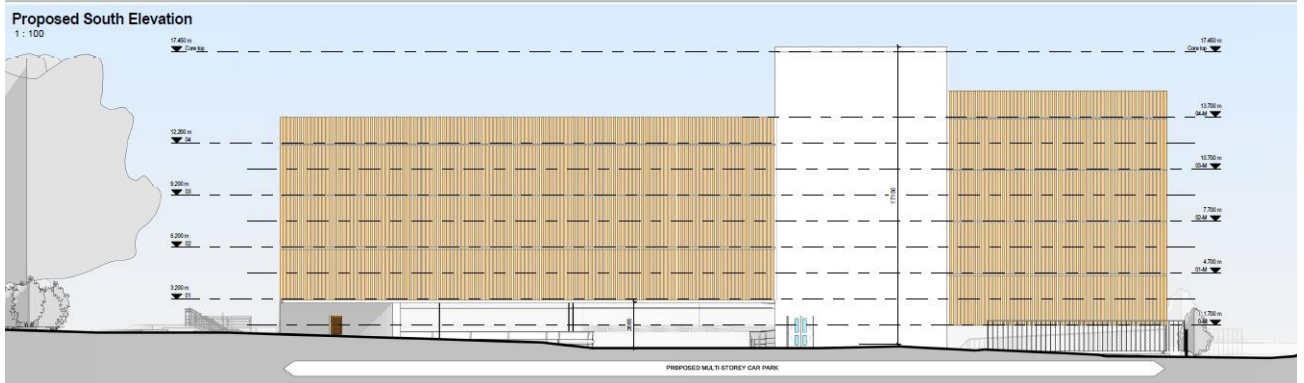 Proposed South Elevation
1 : 100
17.450 m
Core top
17.450 m
Core top
13.700 m
04-M
12.200 m
04
10.700 m
03-M
9.200 m
03
7.700 m
02-M
6.200 m
02
4.700 m
01-M
3.200 m
01
1.700 m
0-M
PROPOSED MULTI-STOREY CAR PARK